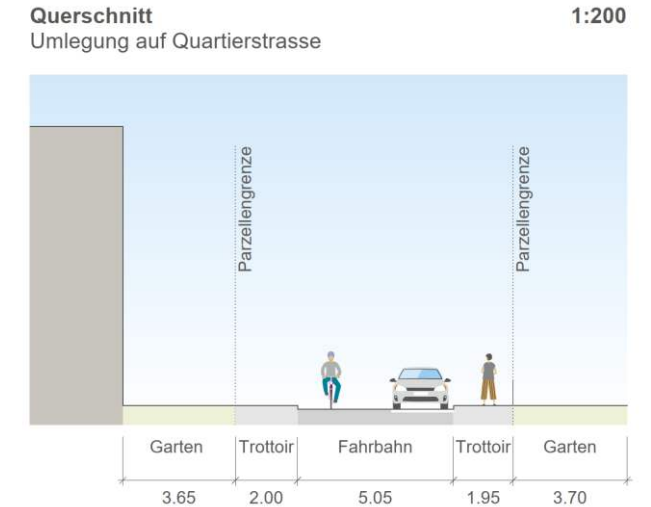 Querschnitt 1:200
Umlegung auf Quartierstrasse
Parzellengrenze
Parzellengrenze
Garten Trottoir Fahrbahn Trottoir Garten
3.65 2.00 5.05 1.95 3.70